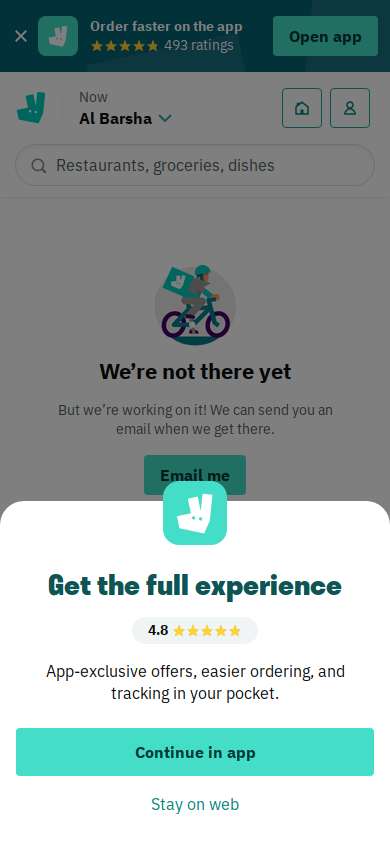 Order faster on the app
493 ratings
Open app
Now
Al Barsha
Restaurants, groceries, dishes
We’re not there yet
But we’re working on it! We can send you an
email when we get there.
Email me
Get the full experience
4.8
App-exclusive offers, easier ordering, and
tracking in your pocket.
Continue in app
Stay on web